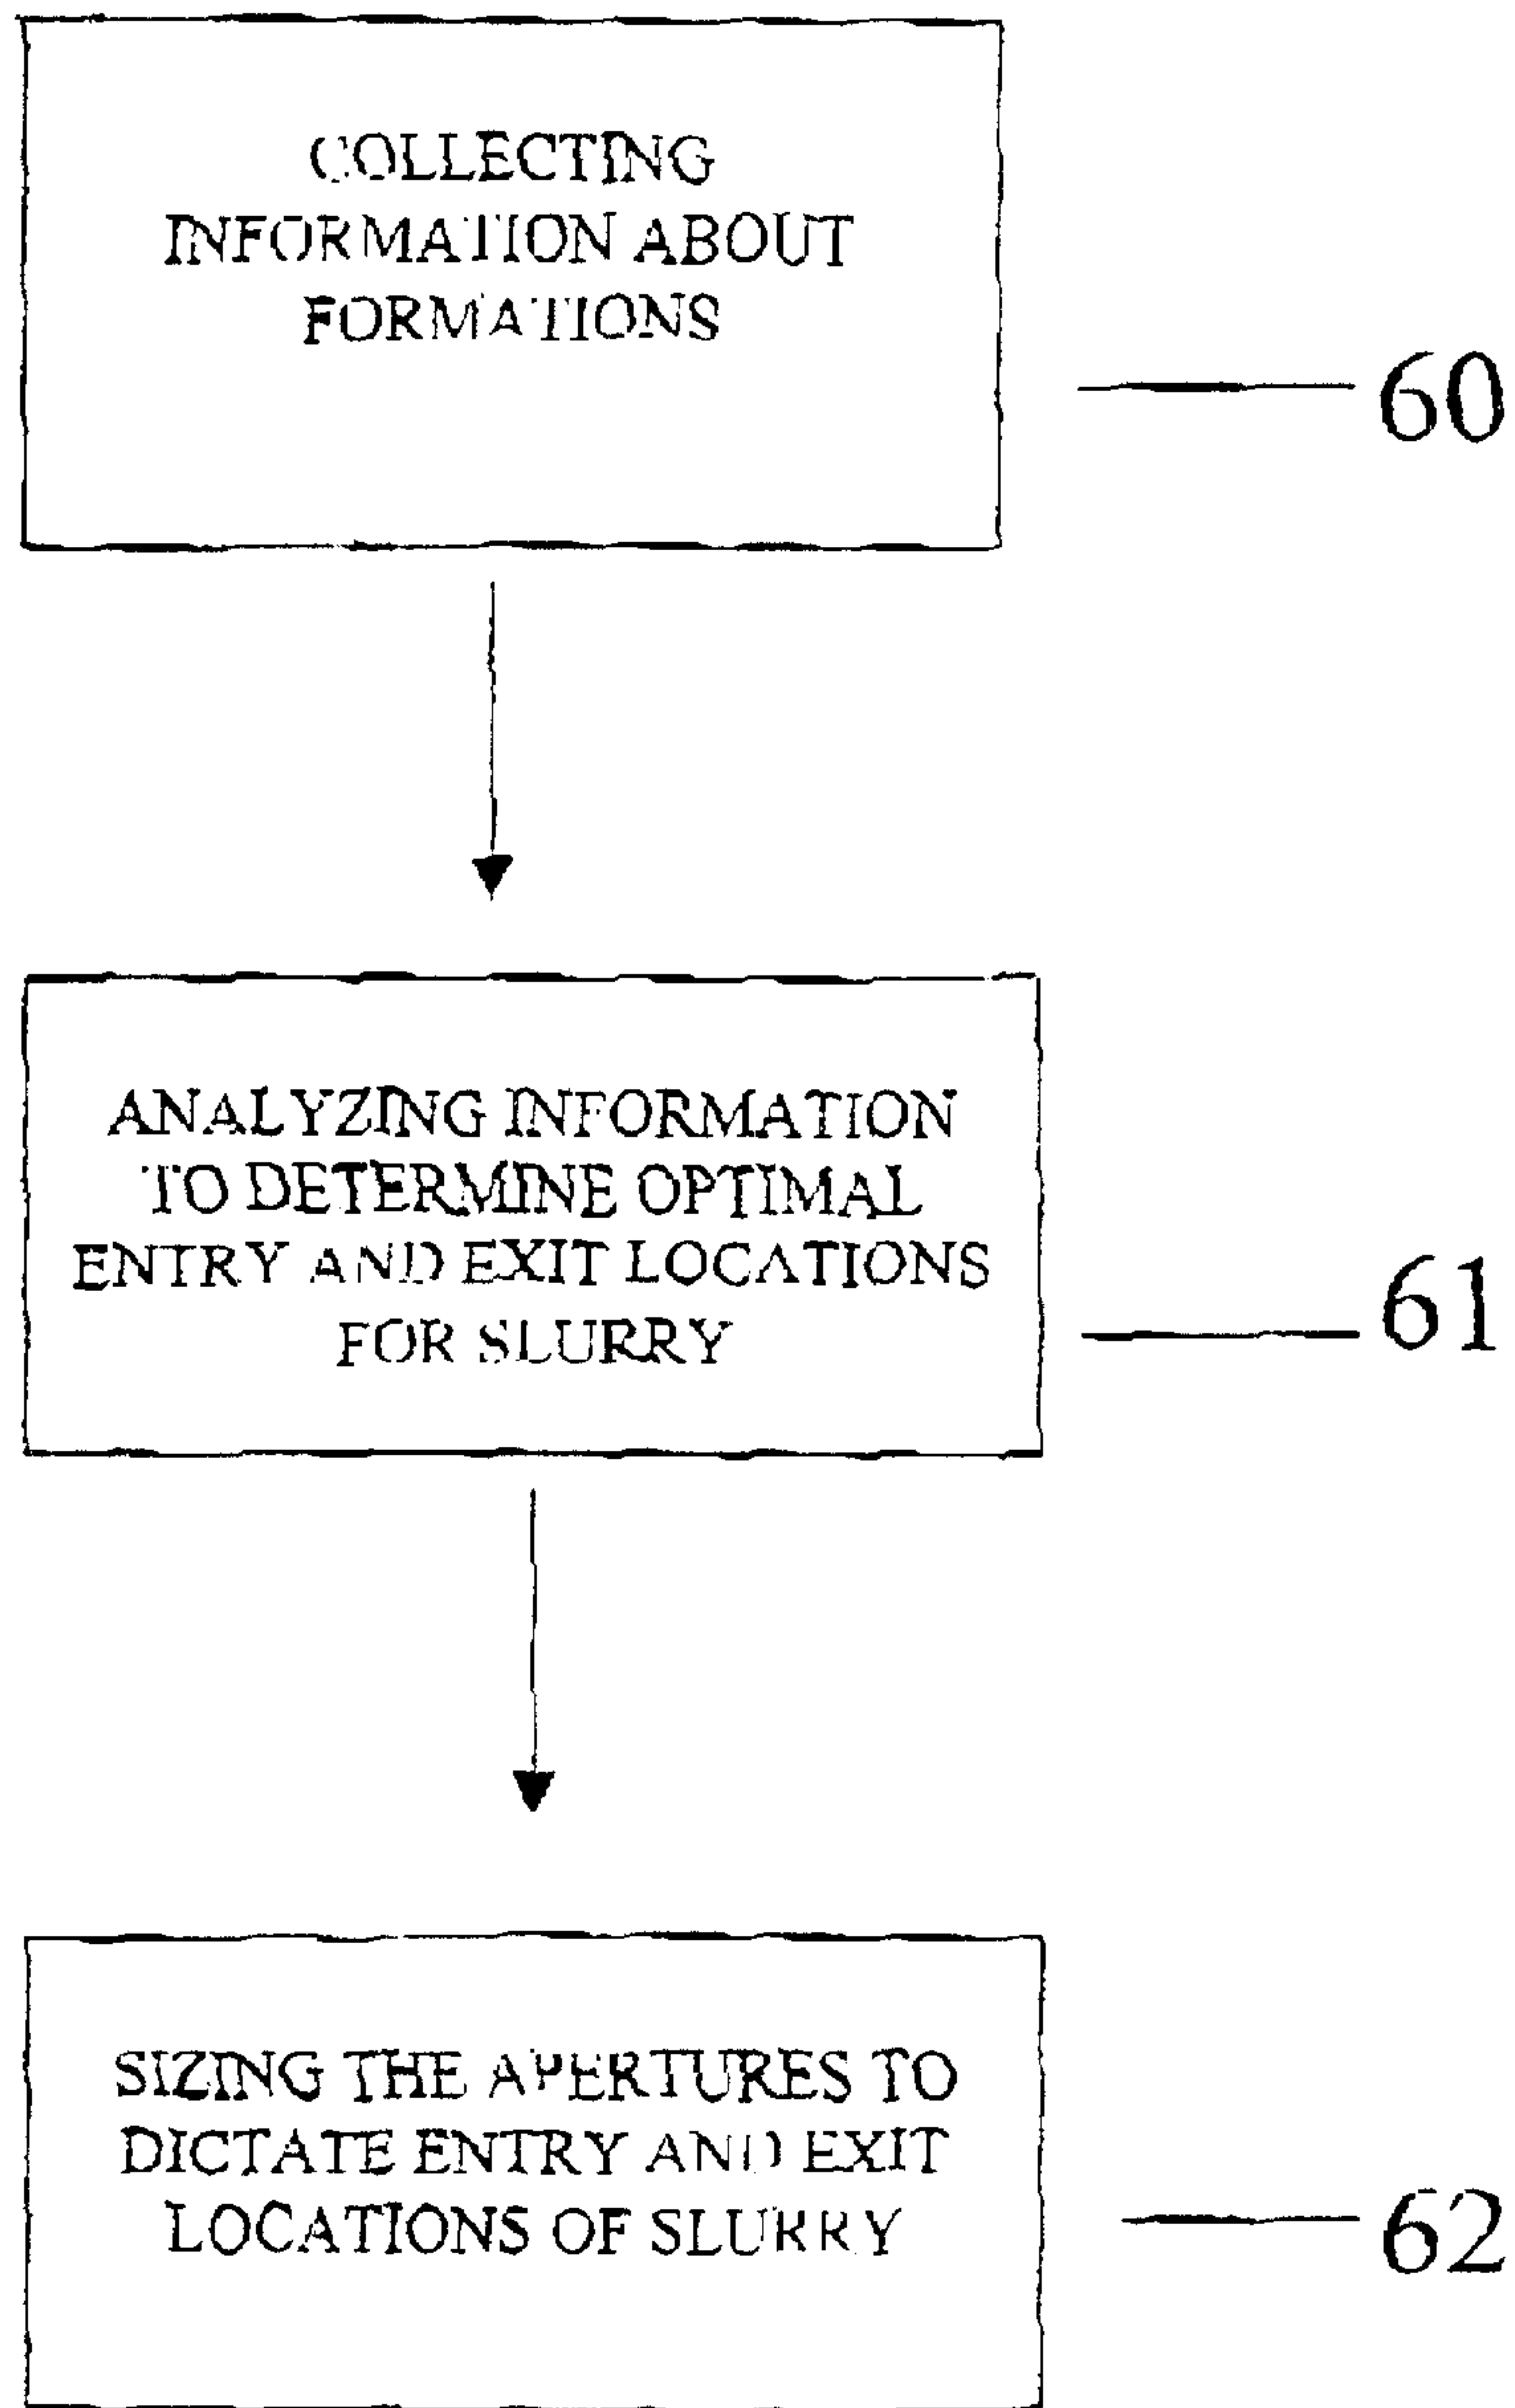 COLLECTING
INFORMATION ABOUT
FORMATIONS
60
ANALYZING INFORMATION
TO DETERMINE OPTIMAL
ENTRY AND EXIT LOCATIONS
FOR SLURRY
61
SIZING THE APERTURES TO
DICTATE ENTRY AND EXIT
LOCATIONS OF SLURRY
62